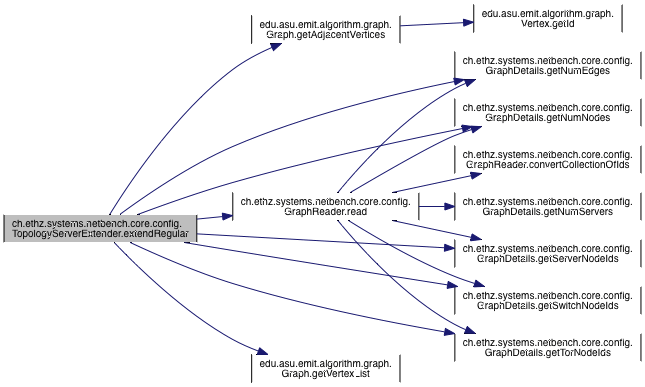 edu.asu.emit.algorithm.graph.
Graph.getAdjacentVertices
edu.asu.emit.algorithm.graph.
Vertex.getId
ch.ethz.systems.netbench.core.config.
GraphDetails.getNumEdges
ch.ethz.systems.netbench.core.config.
GraphDetails.getNumNodes
ch.ethz.systems.netbench.core.config.
GraphReader.convertCollectionOfIds
ch.ethz.systems.netbench.core.config.
GraphReader.read
ch.ethz.systems.netbench.core.config.
GraphDetails.getNumServers
ch.ethz.systems.netbench.core.config.
TopologyServerExtender.extendRegular
ch.ethz.systems.netbench.core.config.
GraphDetails.getServerNodeIds
ch.ethz.systems.netbench.core.config.
GraphDetails.getSwitchNodeIds
ch.ethz.systems.netbench.core.config.
GraphDetails.getTorNodeIds
edu.asu.emit.algorithm.graph.
Graph.getVertexList